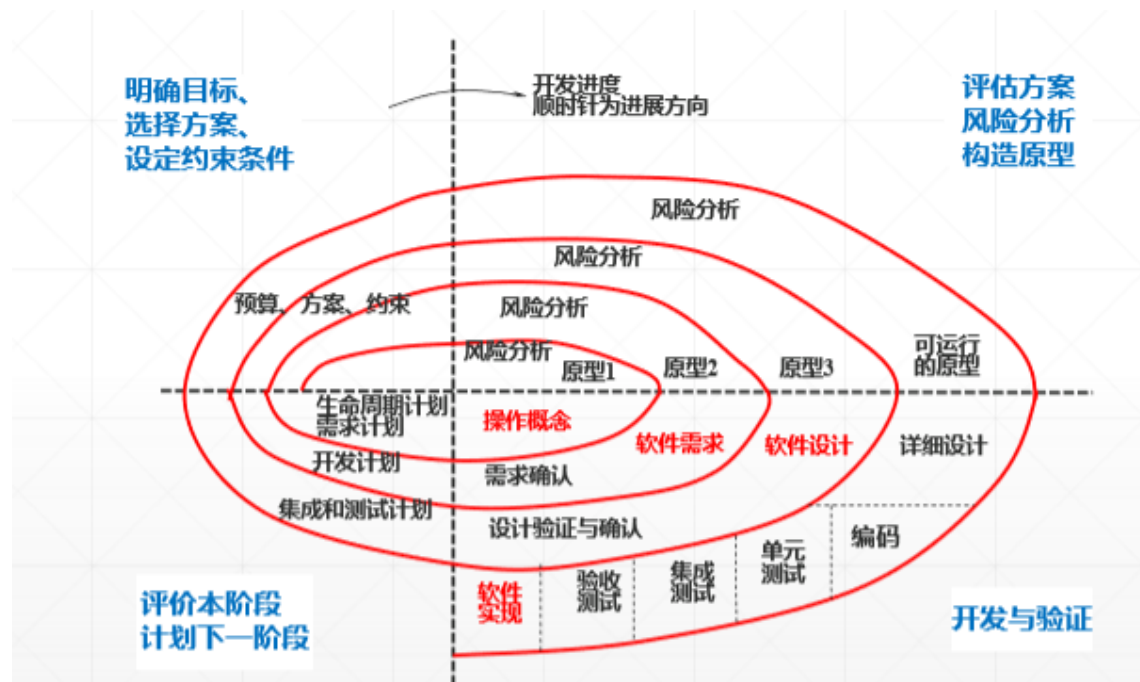 明确目标、
选择方案、
设定约束条件
开发进度
顺时针为进展方向
评估方案
风险分析
构造原型
风险分析
风险分析
预算、方案、约束
风险分析
风险分析
原型1
原型2
原型3
可运行
的原型
生命周期计划
需求计划
操作概念
软件需求
软件设计
详细设计
开发计划
需求确认
集成和测试计划
设计验证与确认
软件
实现
验收
测试
集成
测试
单元
测试
编码
评价本阶段
计划下一阶段
开发与验证